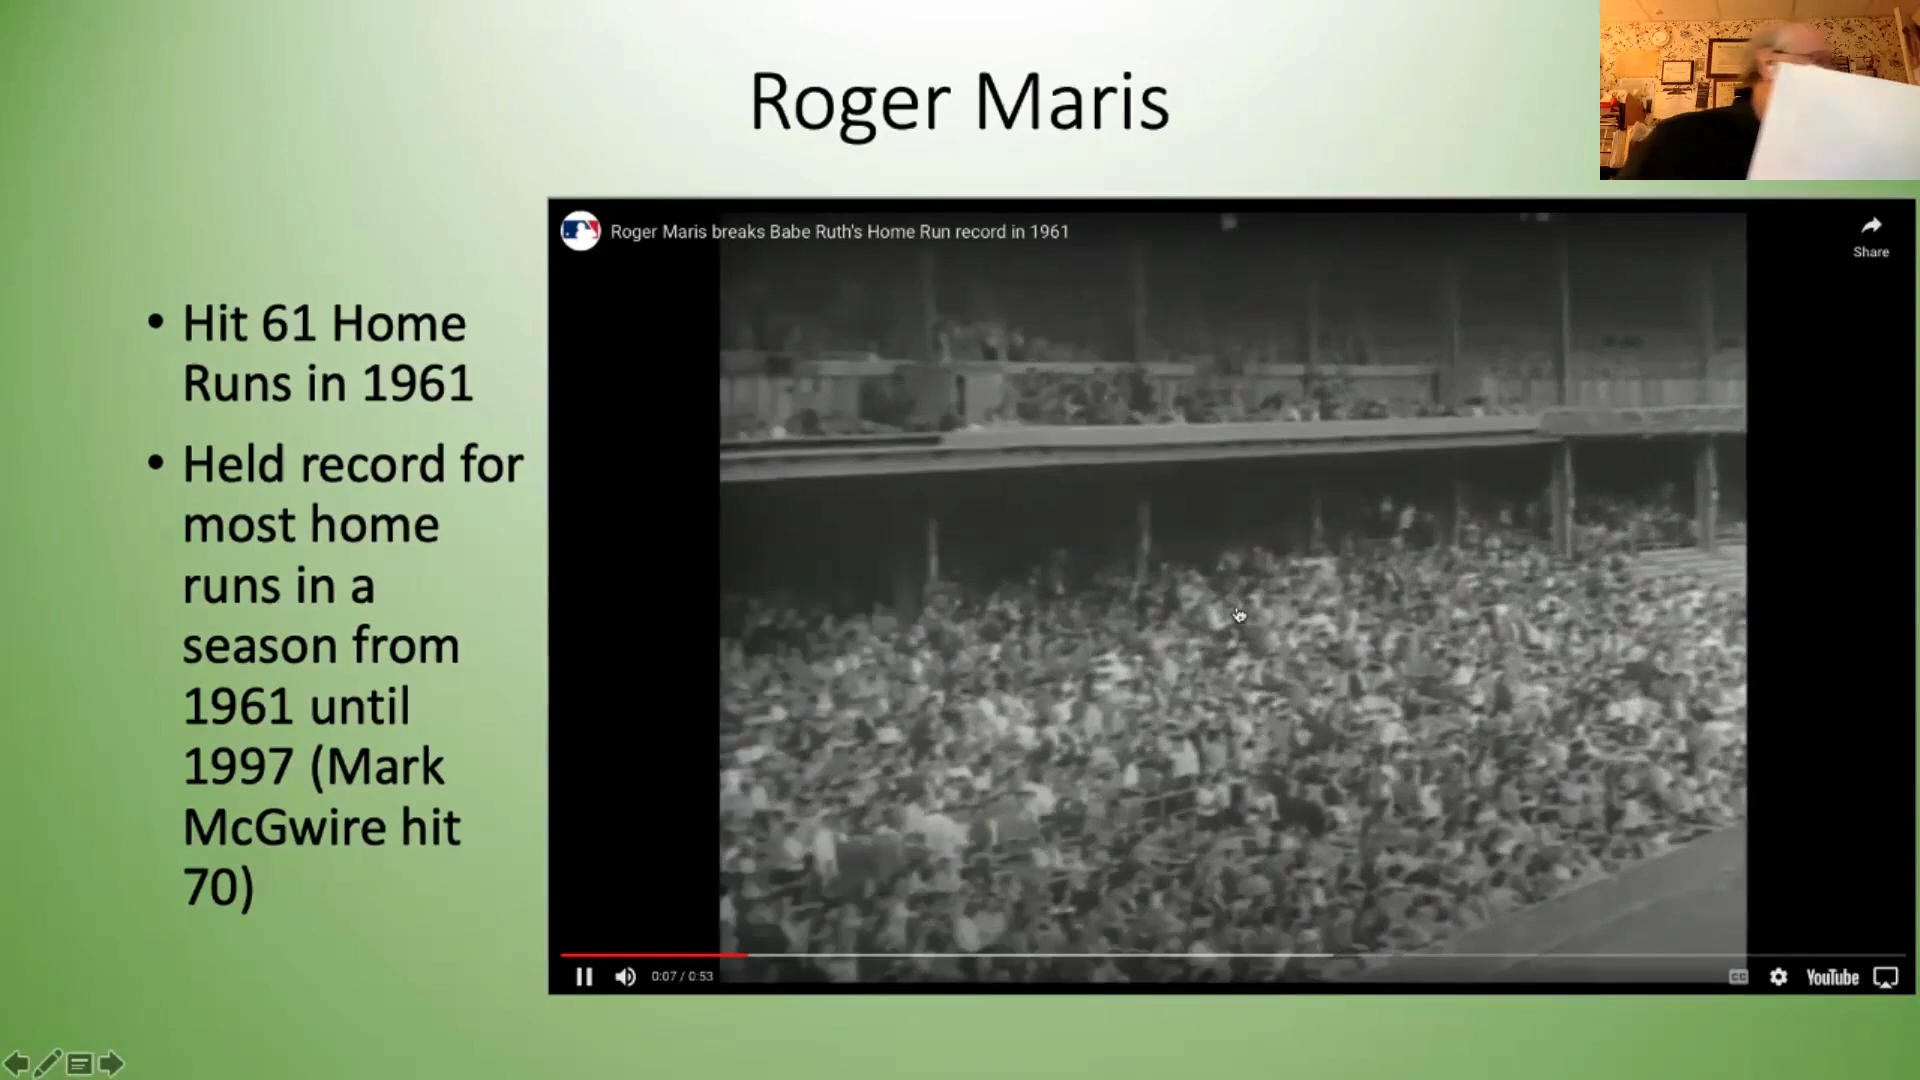 Roger Maris
• Hit 61 Home
Runs in 1961
• Held record for
most home
runs in a
season from
1961 until
1997 (Mark
McGwire hit
70)
Roger Maris breaks Babe Ruth's Home Run record in 1961
Share
0:07 / 0:53
CC
YouTube